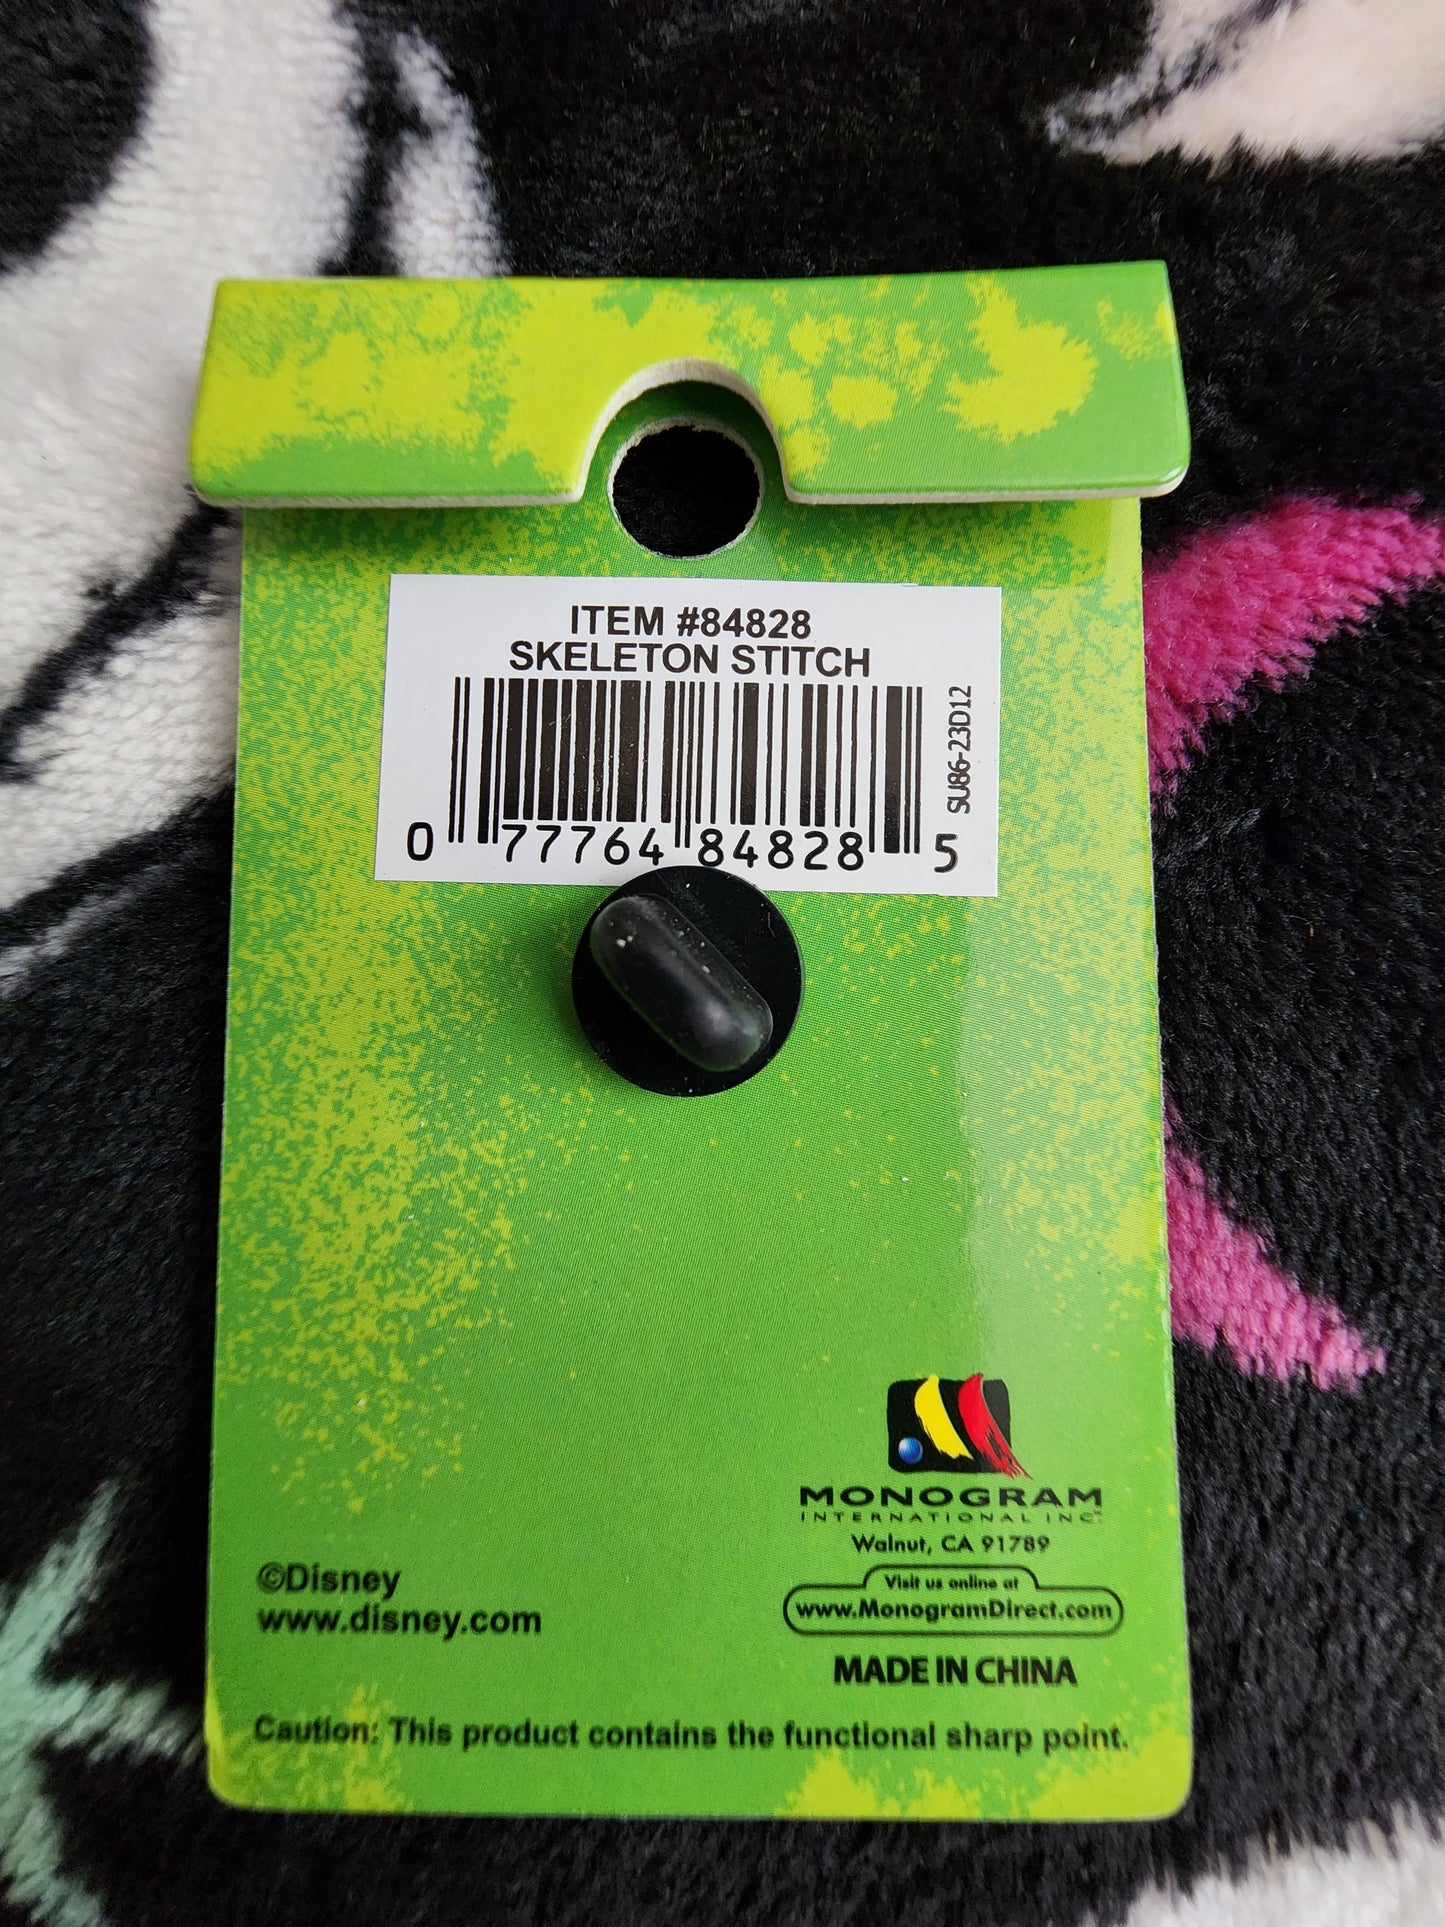 ITEM #84828
SKELETON STITCH
SU86-23D12
0 77764 84828 5
MONOGRAM
INTERNATIONAL INC.
Walnut, CA 91789
Visit us online at
www.MonogramDirect.com
MADE IN CHINA
©Disney
www.disney.com
Caution: This product contains the functional sharp point.